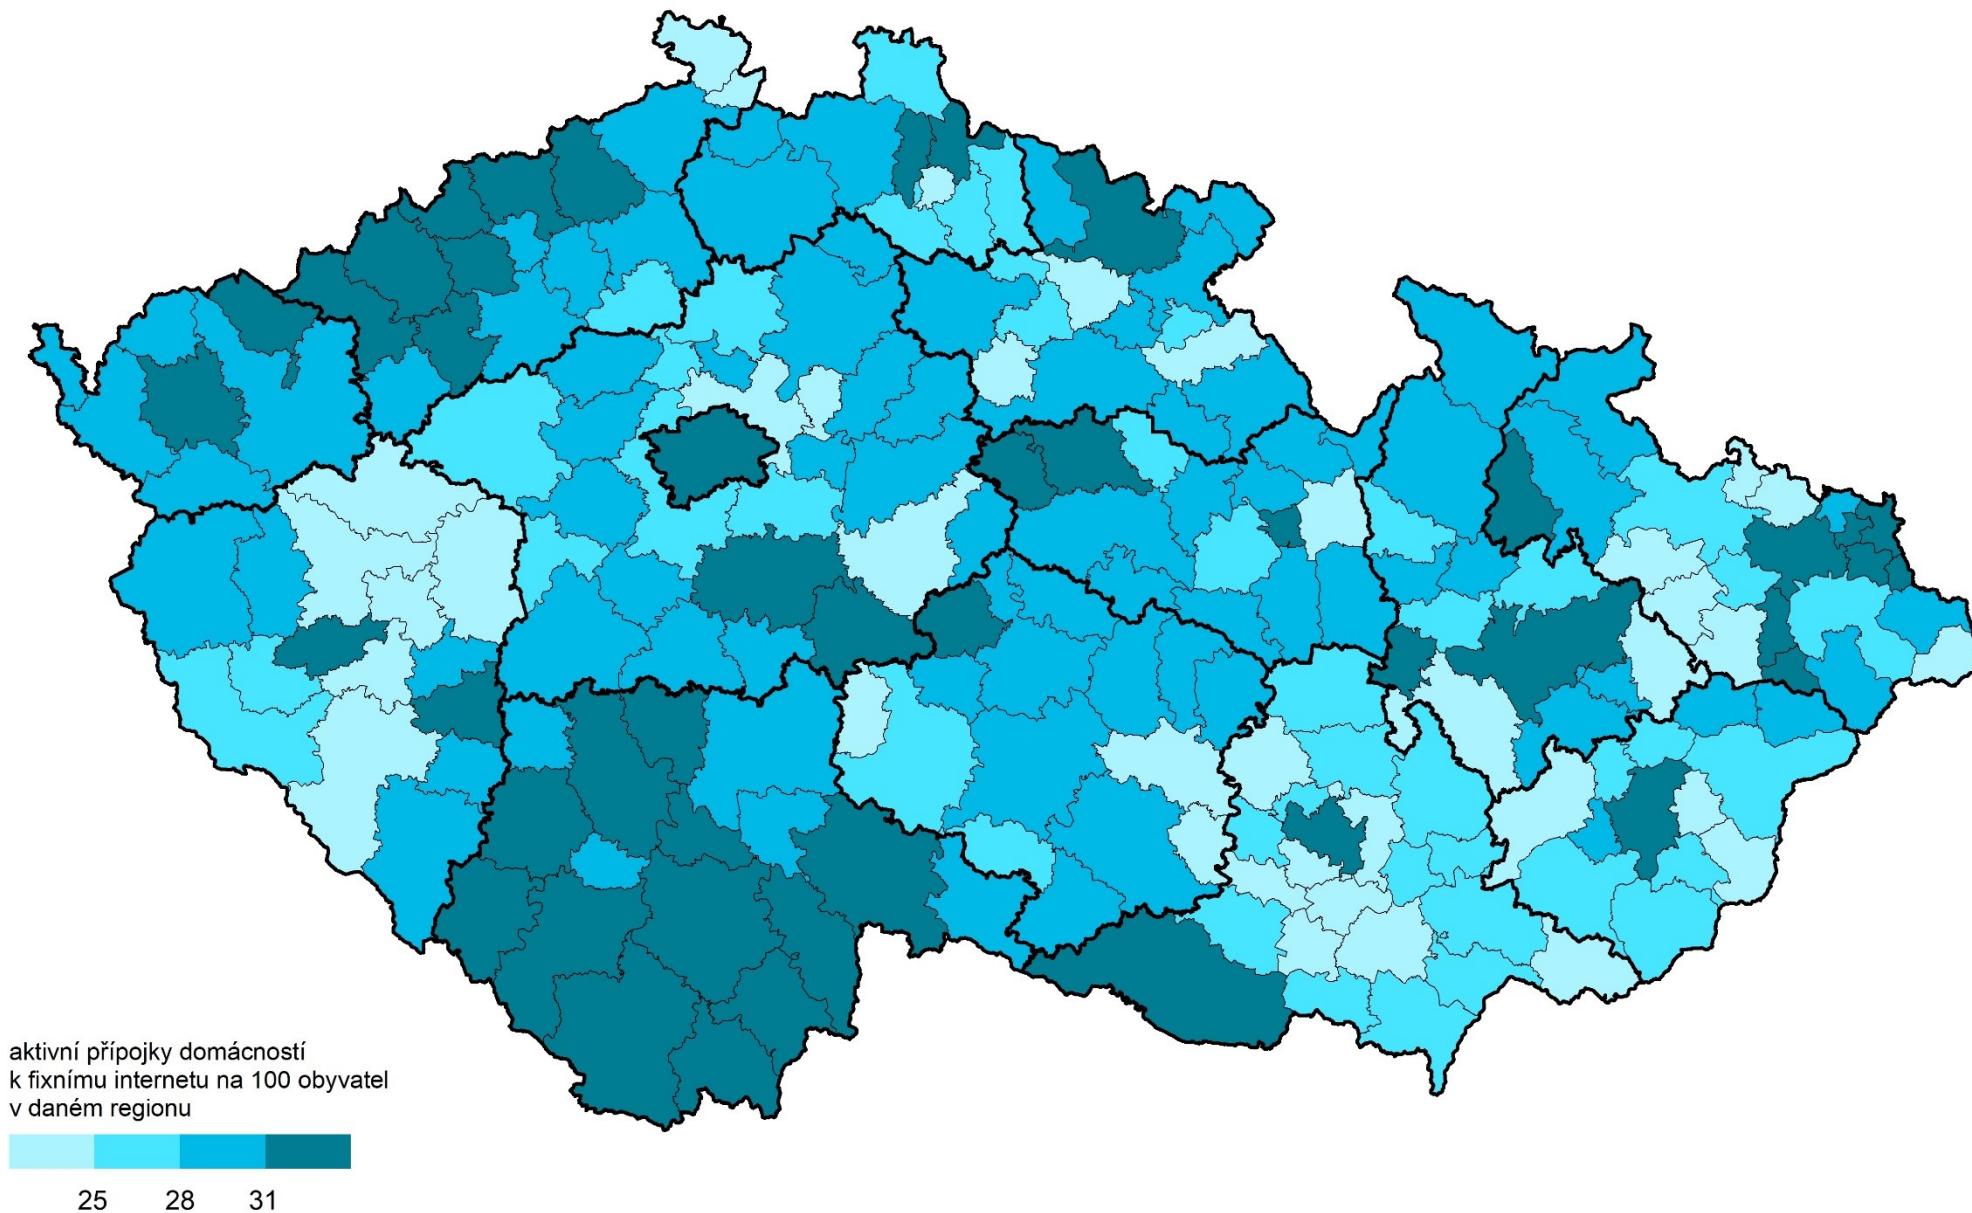 aktivní přípojky domácností
k fixnímu internetu na 100 obyvatel
v daném regionu
25 28 31